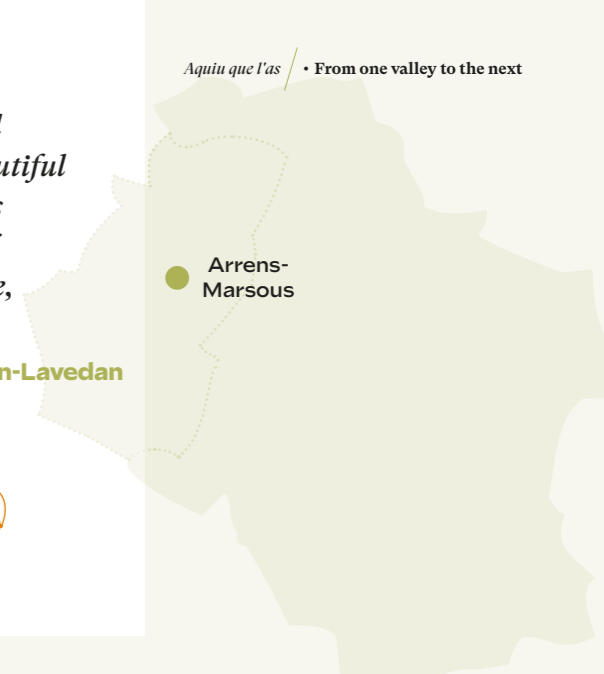 Aquiu que l'as • From one valley to the next
Arrens-
Marsous
n-Lavedan